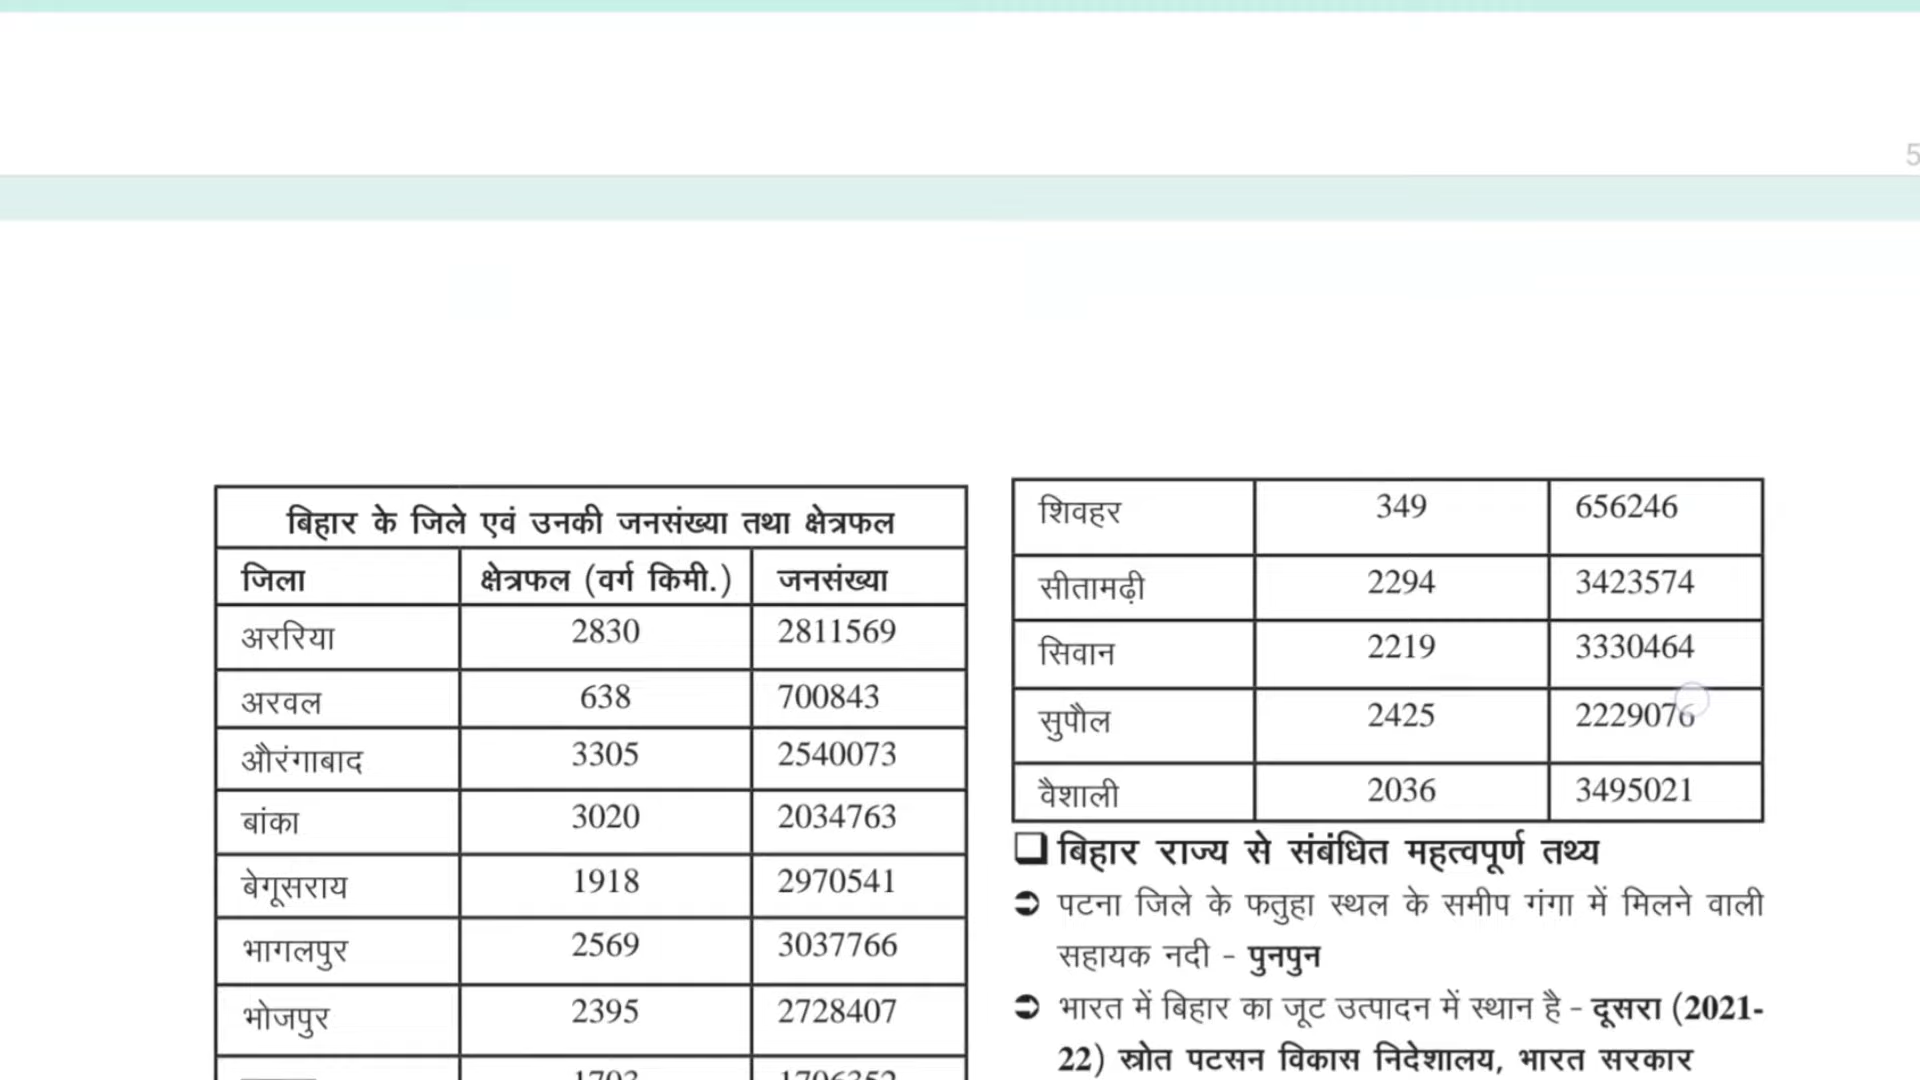 5
बिहार के जिले एवं उनकी जनसंख्या तथा क्षेत्रफल
जिला क्षेत्रफल (वर्ग किमी.) जनसंख्या
अररिया 2830 2811569
अरवल 638 700843
औरंगाबाद 3305 2540073
बांका 3020 2034763
बेगूसराय 1918 2970541
भागलपुर 2569 3037766
भोजपुर 2395 2728407
शिवहर 349 656246
सीतामढ़ी 2294 3423574
सिवान 2219 3330464
सुपौल 2425 2229076
वैशाली 2036 3495021
❑ बिहार राज्य से संबंधित महत्वपूर्ण तथ्य
➲ पटना जिले के फतुहा स्थल के समीप गंगा में मिलने वाली
सहायक नदी - पुनपुन
➲ भारत में बिहार का जूट उत्पादन में स्थान है - दूसरा (2021-
22) स्रोत पटसन विकास निदेशालय, भारत सरकार